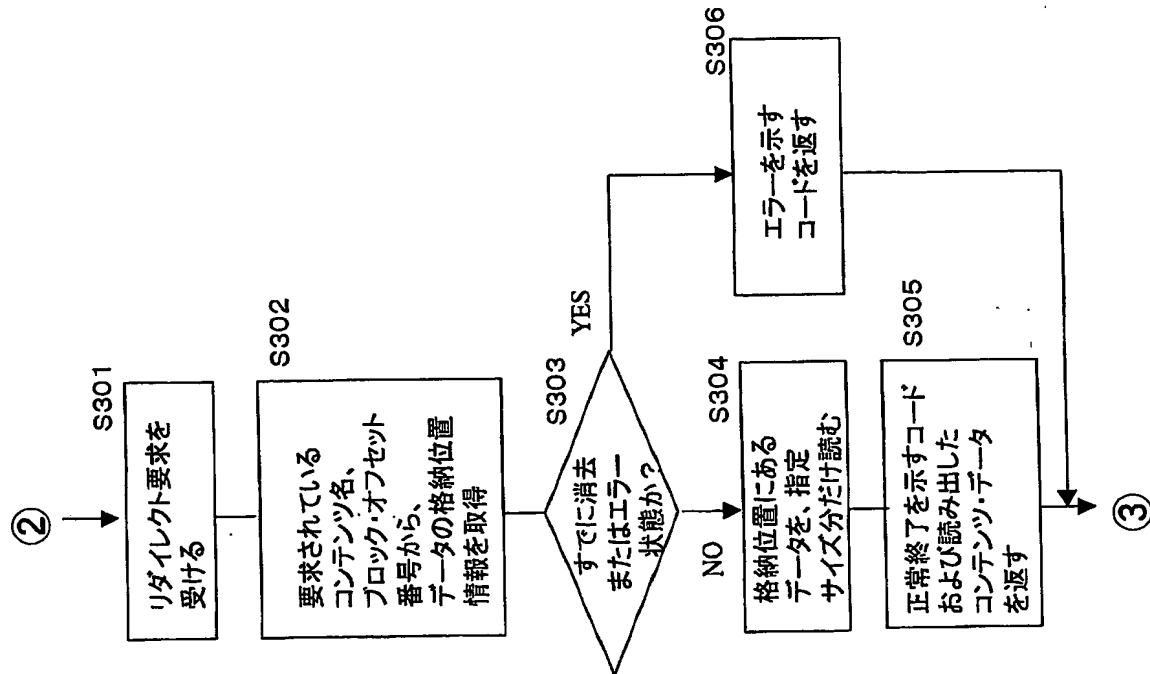 ②
S301
リダイレクト要求を
受ける
S302
要求されている
コンテンツ名、
ブロック・オフセット
番号から、
データの格納位置
情報を取得
S303
すでに消去
またはエラー
状態か?
YES
NO
S304
格納位置にある
データを、指定
サイズ分だけ読む
S305
正常終了を示すコード
および読み出した
コンテンツ・データ
を返す
S306
エラーを示す
コードを返す
③